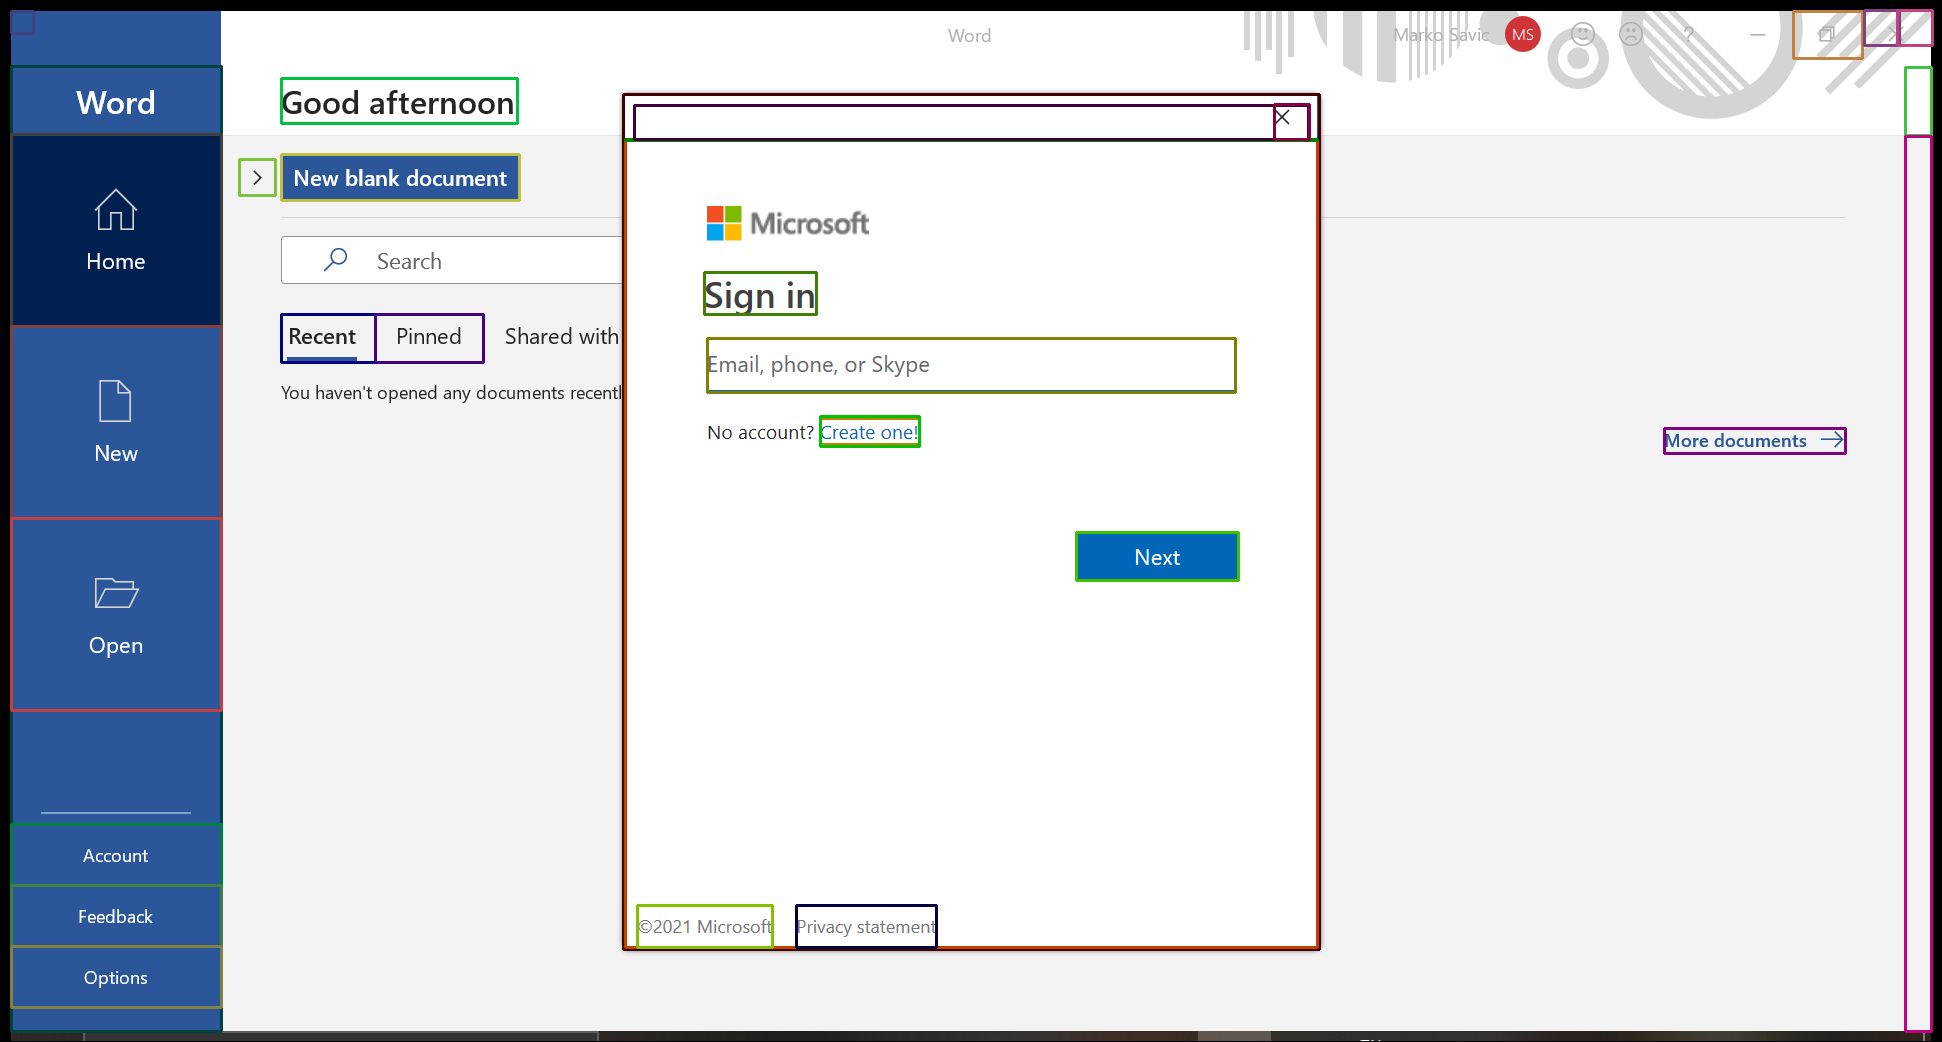 Word
Marko Savic MS ?
Word
Good afternoon
New blank document
Home
Microsoft
Search
Sign in
Recent Pinned Shared with
Email, phone, or Skype
You haven't opened any documents
No account? Create one!
More documents
New
Next
Open
Account
Feedback
©2021 Microsoft Privacy statement
Options